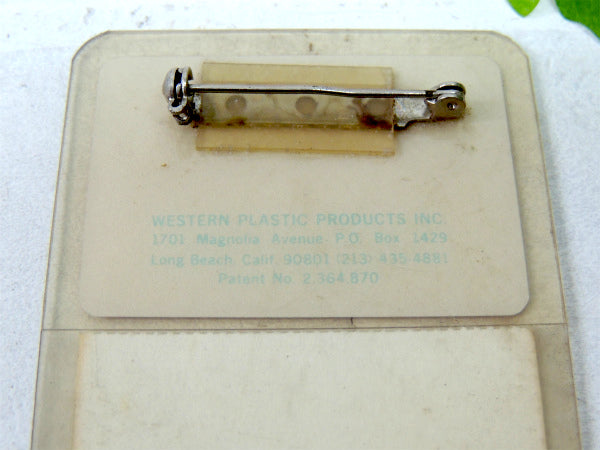 WESTERN PLASTIC PRODUCTS INC.
1701 Magnolia Avenue P.O. Box 1429
Long Beach, Calif. 90801 (213) 435-4881
Patent No. 2,364,870